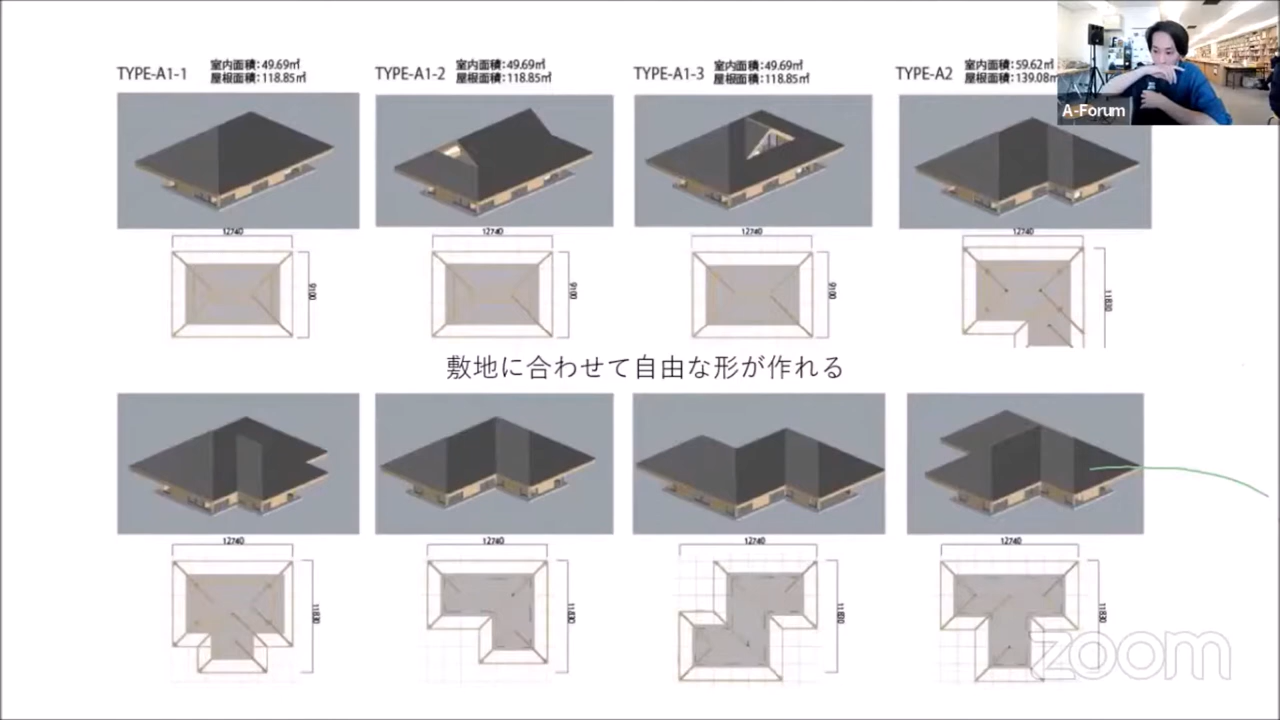 TYPE-A1-1
室内面積:49.69㎡
屋根面積:118.85㎡
TYPE-A1-2
室内面積:49.69㎡
屋根面積:118.85㎡
TYPE-A1-3
室内面積:49.69㎡
屋根面積:118.85㎡
TYPE-A2
室内面積:59.62㎡
屋根面積:139.08㎡
A-Forum
12740
12740
12740
12740
9100
9100
9100
11830
敷地に合わせて自由な形が作れる
12740
12740
12740
12740
11830
11830
11830
11830
zoom